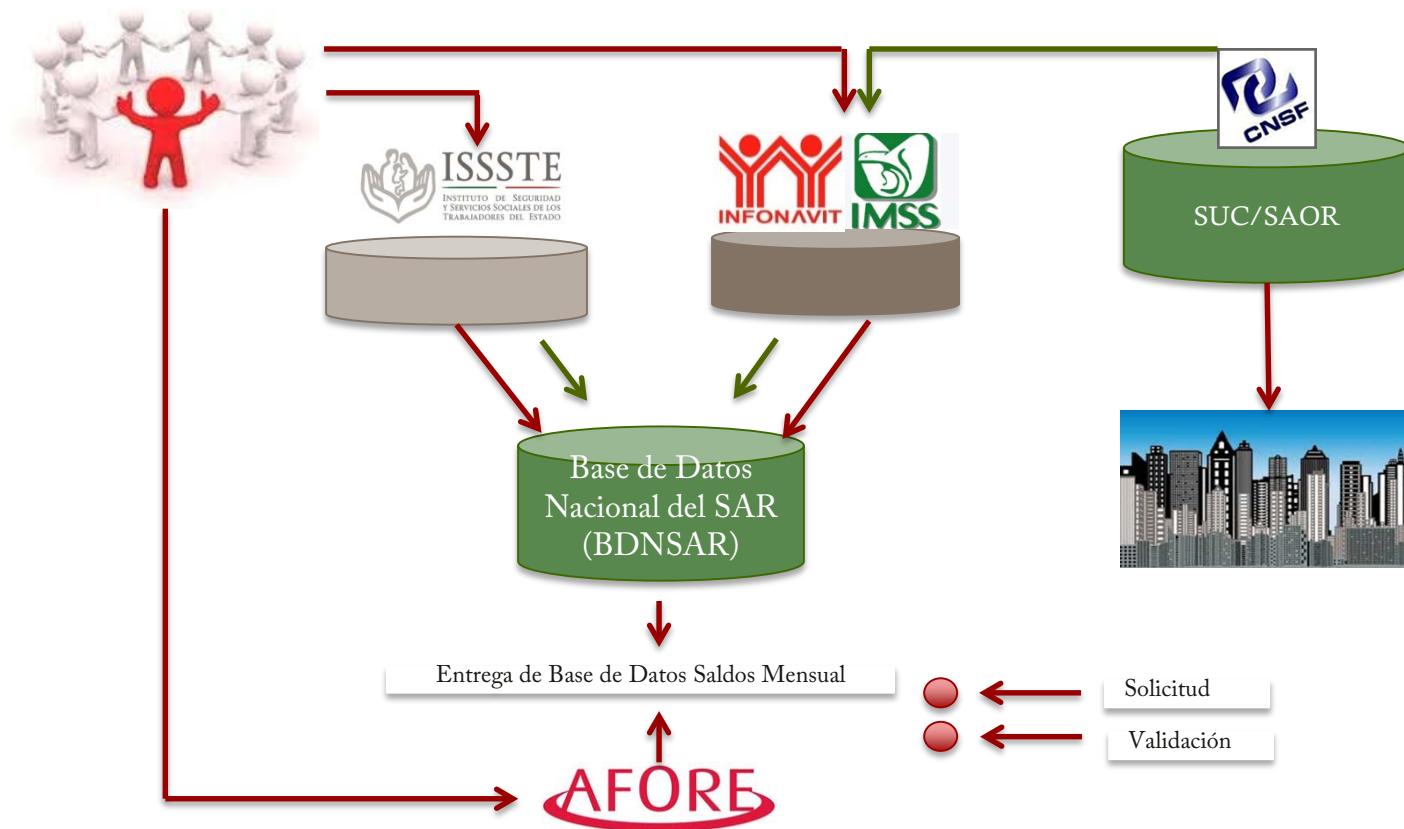 ISSSTE
INSTITUTO DE SEGURIDAD
Y SERVICIOS SOCIALES DE LOS
TRABAJADORES DEL ESTADO
INFONAVIT
IMSS
CNSF
SUC/SAOR
Base de Datos
Nacional del SAR
(BDNSAR)
Entrega de Base de Datos Saldos Mensual
Solicitud
Validación
AFORE